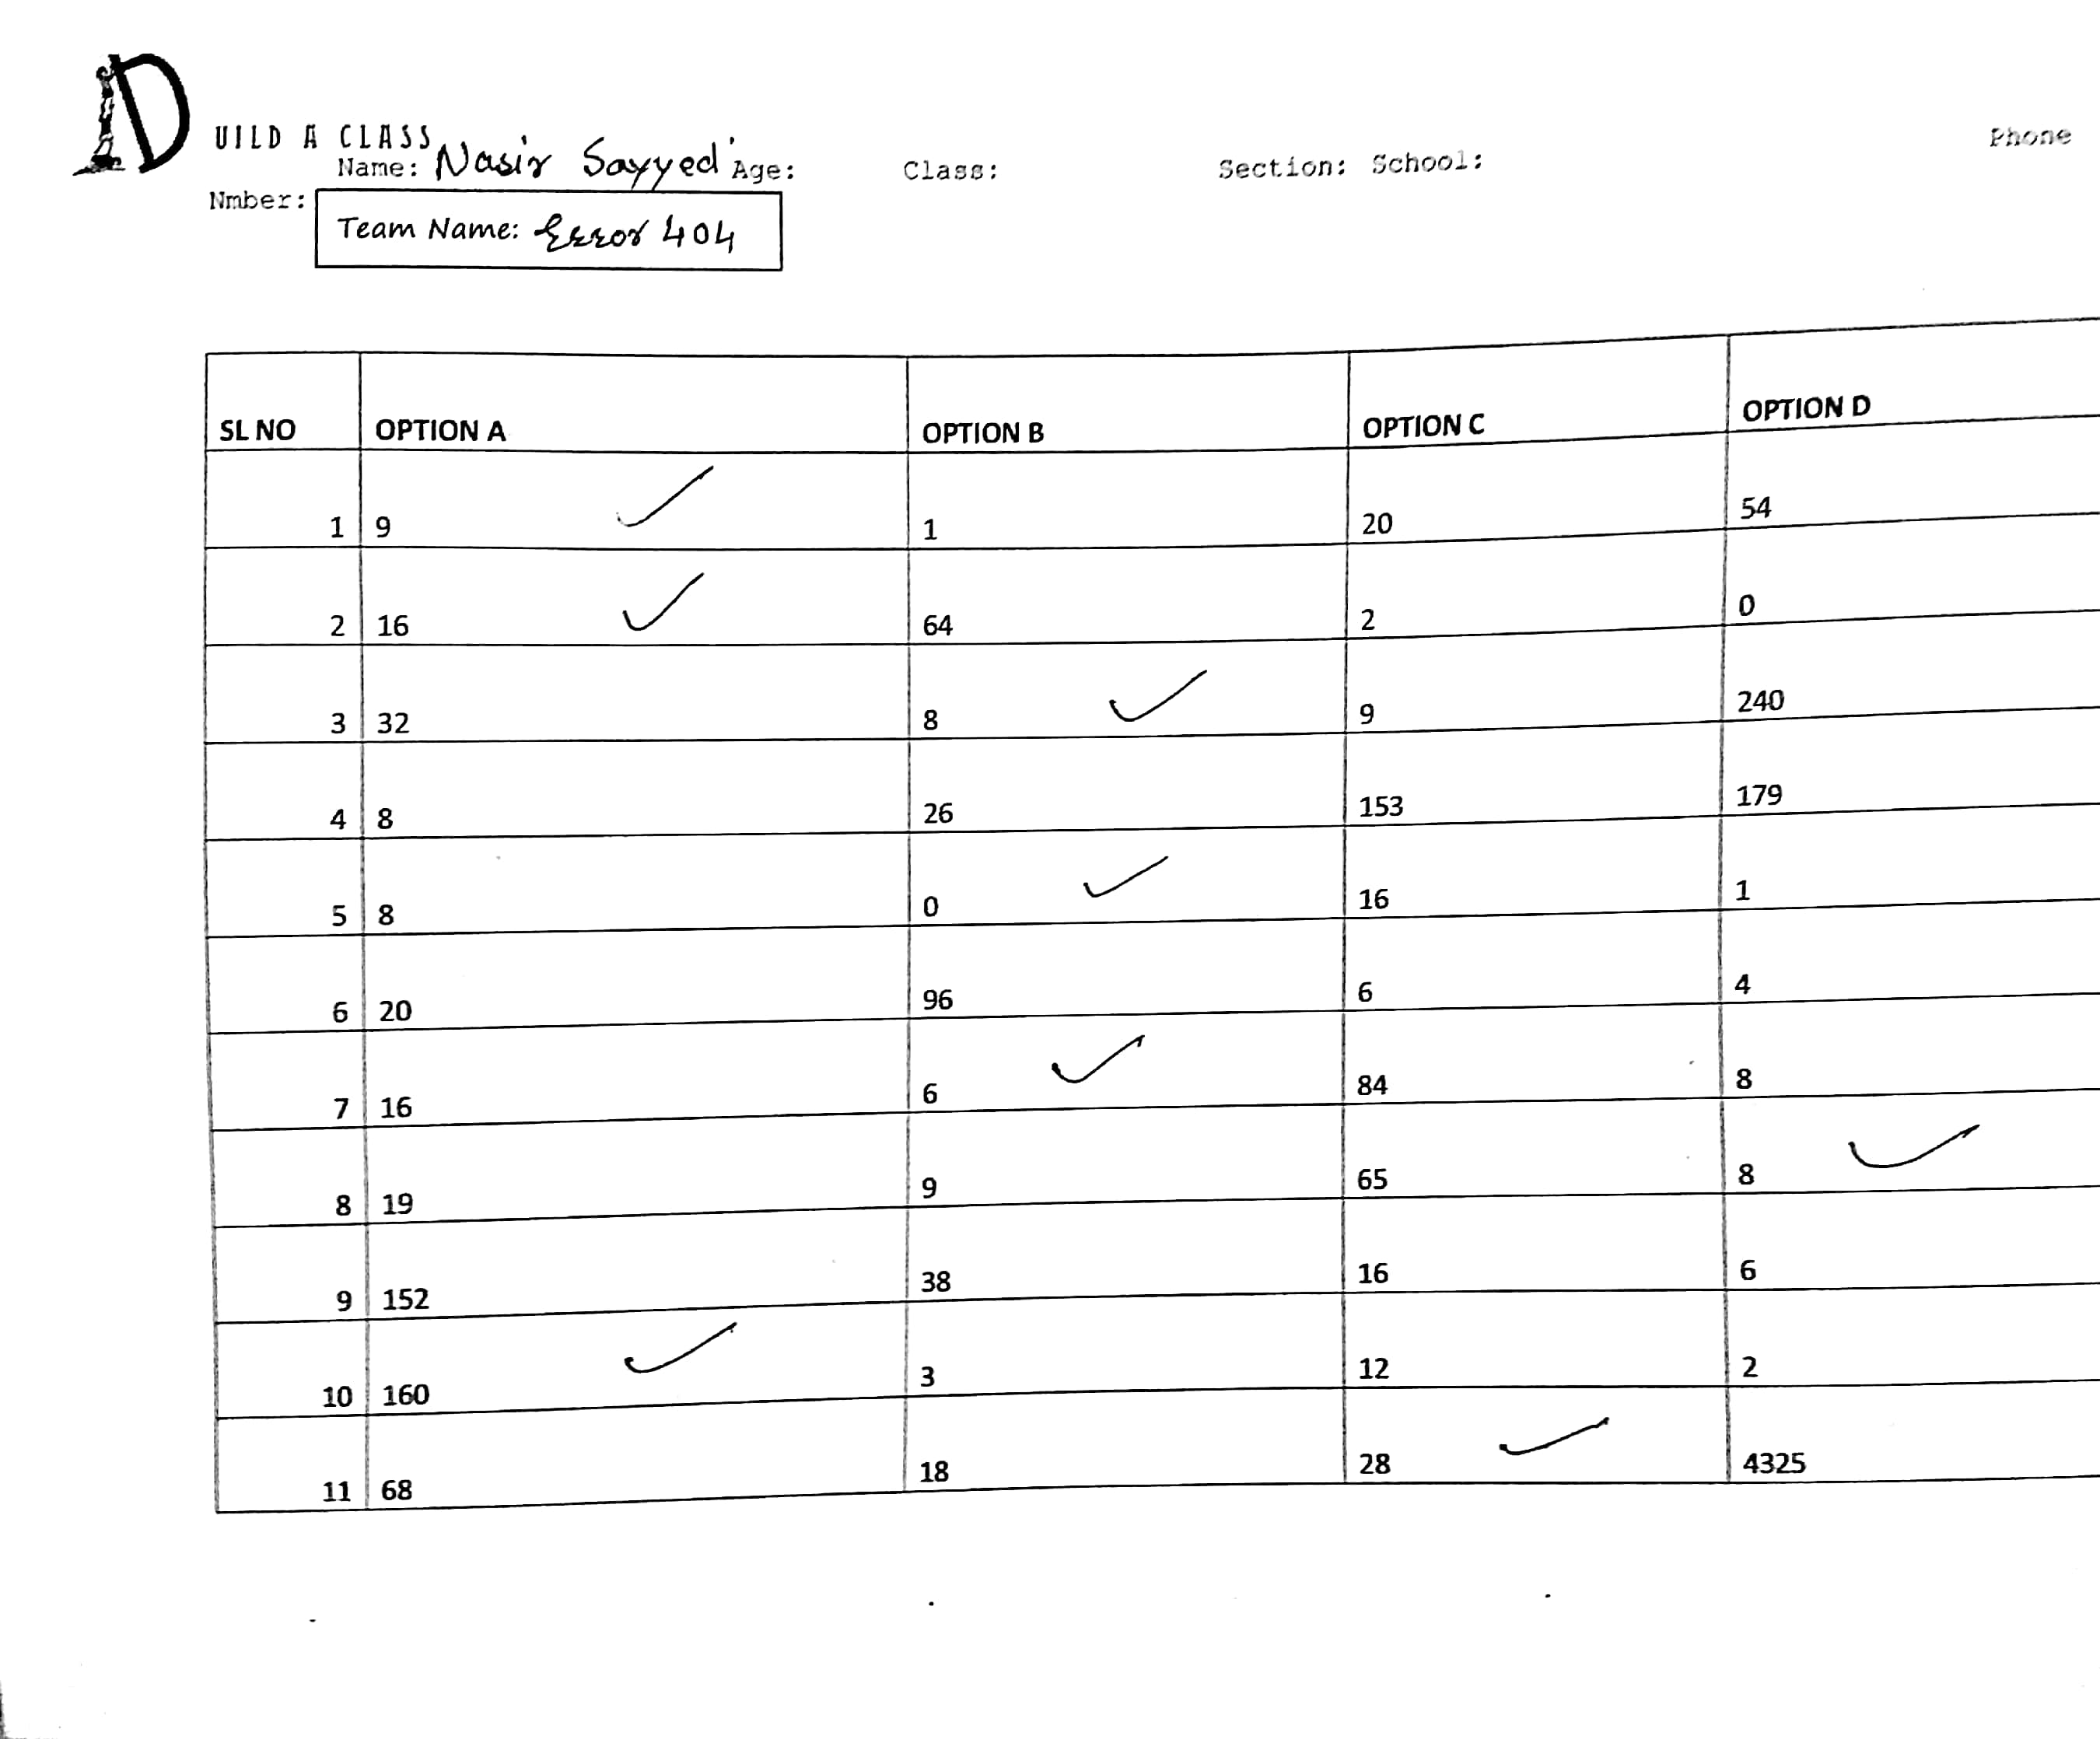 D
UILD A CLASS
Name: Nasir Sayyed Age: Class: Section: School: Phone
Nmber:
Team Name: Error 404
SL NO OPTION A OPTION B OPTION C OPTION D
1 9 1 20 54
2 16 64 2 0
3 32 8 9 240
4 8 26 153 179
5 8 0 16 1
6 20 96 6 4
7 16 6 84 8
8 19 9 65 8
9 152 38 16 6
10 160 3 12 2
11 68 18 28 4325